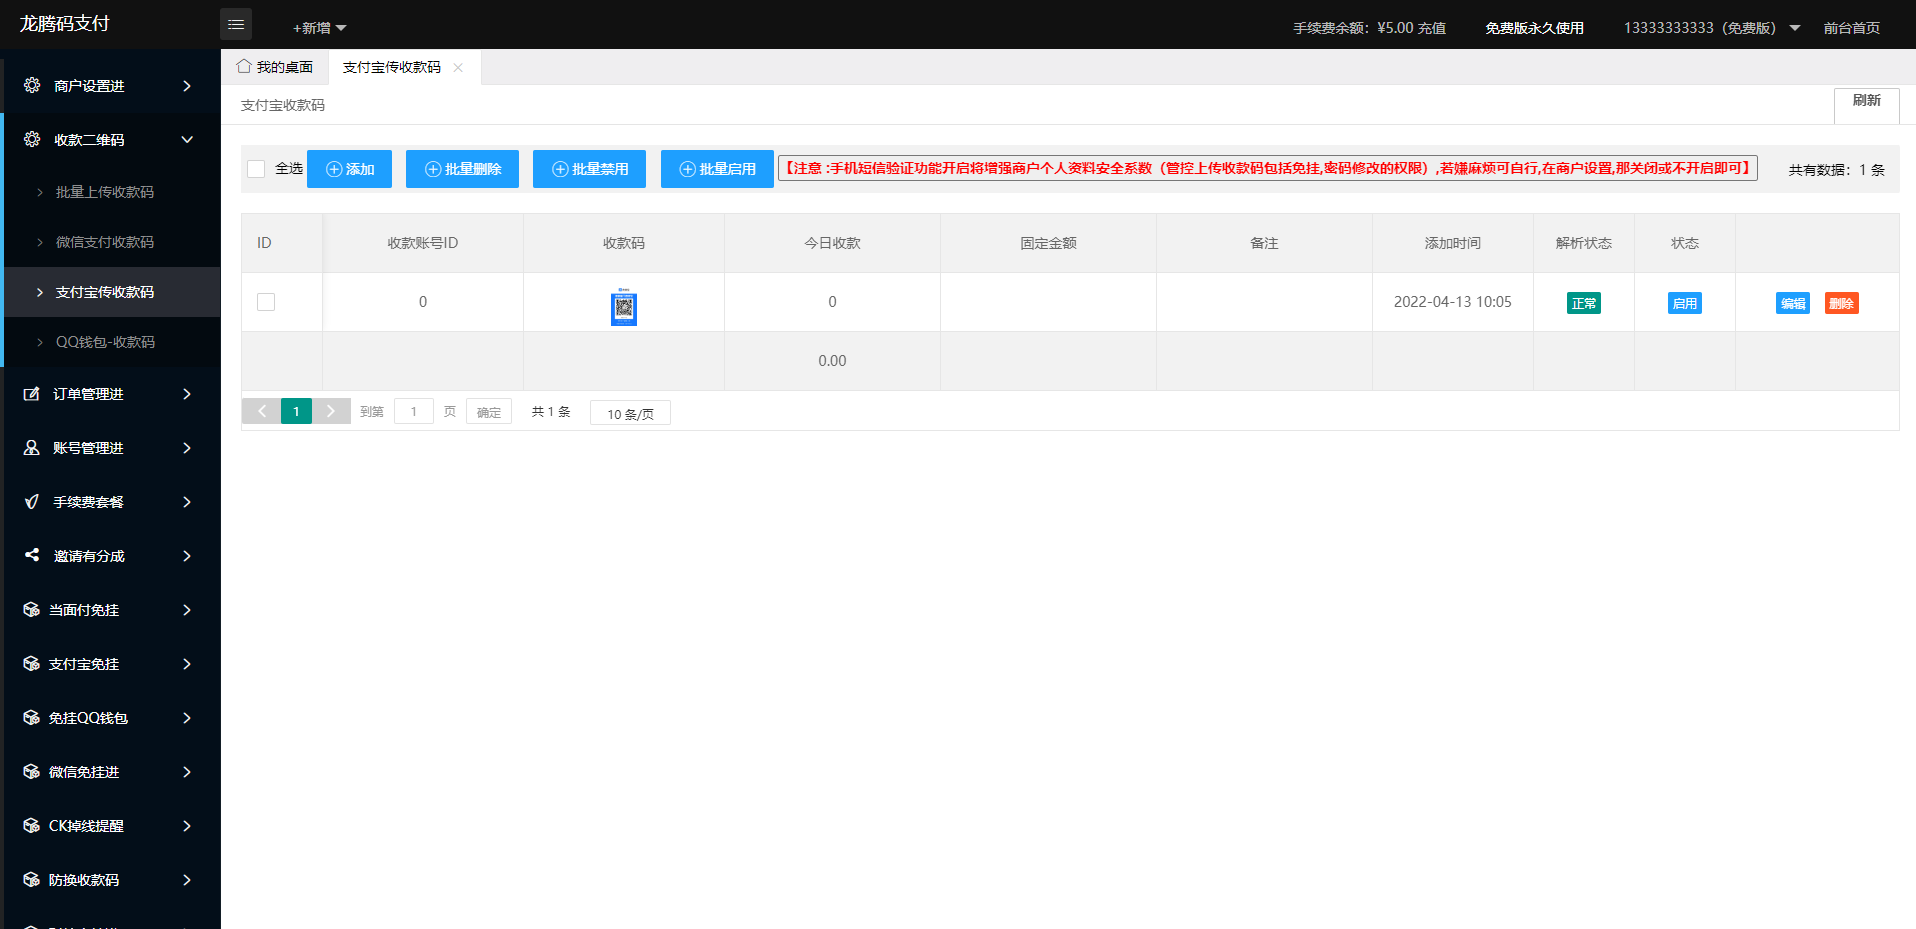 龙腾码支付
+新增
手续费余额：¥5.00 充值
免费版永久使用
13333333333（免费版）
前台首页
我的桌面
支付宝传收款码
支付宝收款码
刷新
商户设置进
收款二维码
批量上传收款码
微信支付收款码
支付宝传收款码
QQ钱包-收款码
订单管理进
账号管理进
手续费套餐
邀请有分成
当面付免挂
支付宝免挂
免挂QQ钱包
微信免挂进
CK掉线提醒
防换收款码
全选
添加
批量删除
批量禁用
批量启用
【注意 :手机短信验证功能开启将增强商户个人资料安全系数（管控上传收款码包括免挂,密码修改的权限）,若嫌麻烦可自行,在商户设置,那关闭或不开启即可】
共有数据：1 条
ID 收款账号ID 收款码 今日收款 固定金额 备注 添加时间 解析状态 状态
0 0 2022-04-13 10:05 正常 启用 编辑 删除
0.00
1 到第 1 页 确定 共 1 条 10 条/页